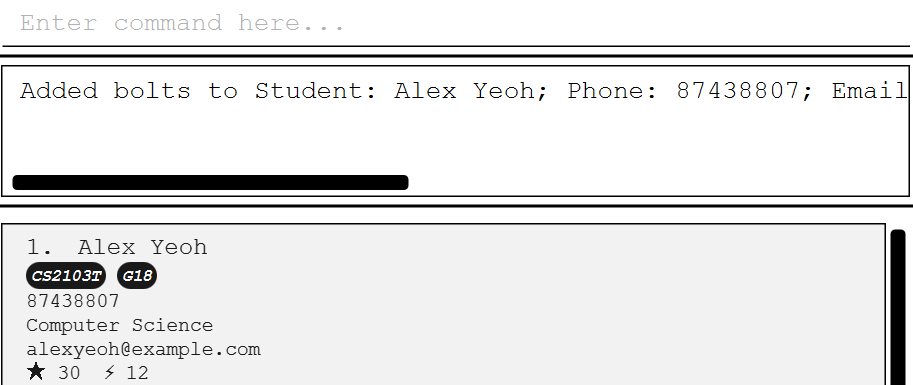 Enter command here...
Added bolts to Student: Alex Yeoh; Phone: 87438807; Email
1. Alex Yeoh
CS2103T G18
87438807
Computer Science
alexyeoh@example.com
★ 30 ⚡ 12